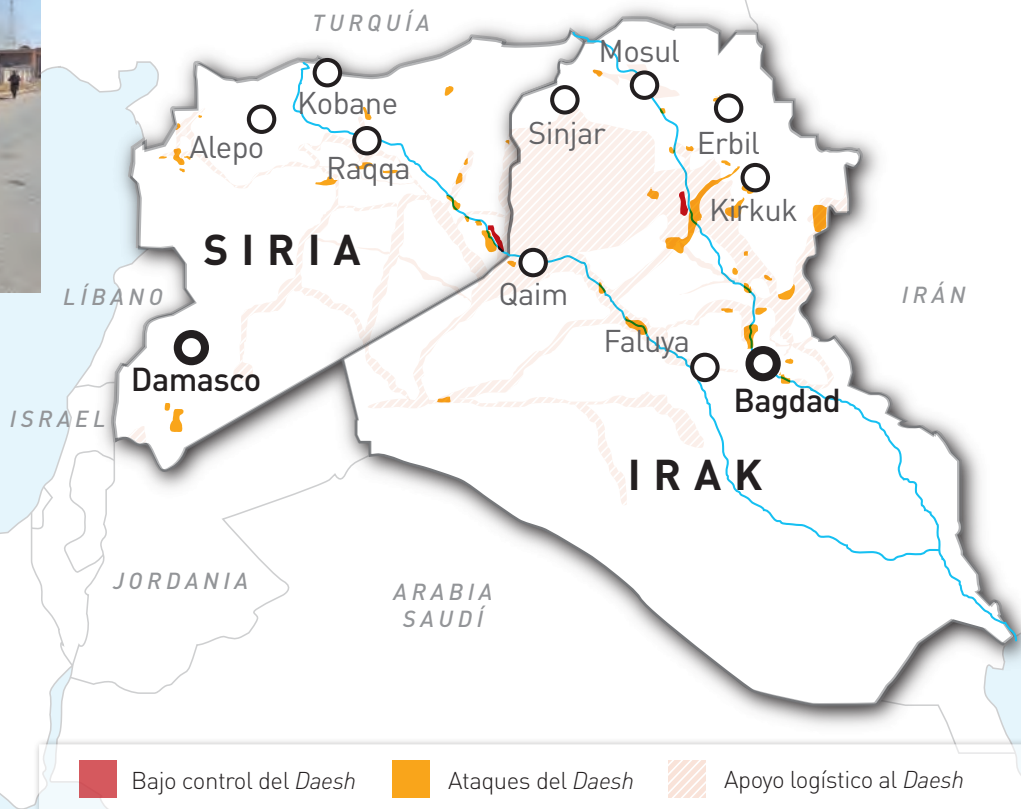 TURQUÍA
Mosul
Kobane
Sinjar
Alepo
Erbil
Raqqa
Kirkuk
SIRIA
LÍBANO
Qaim
IRÁN
Faluya
Damasco
Bagdad
ISRAEL
IRAK
JORDANIA
ARABIA
SAUDÍ
Bajo control del Daesh
Ataques del Daesh
Apoyo logístico al Daesh